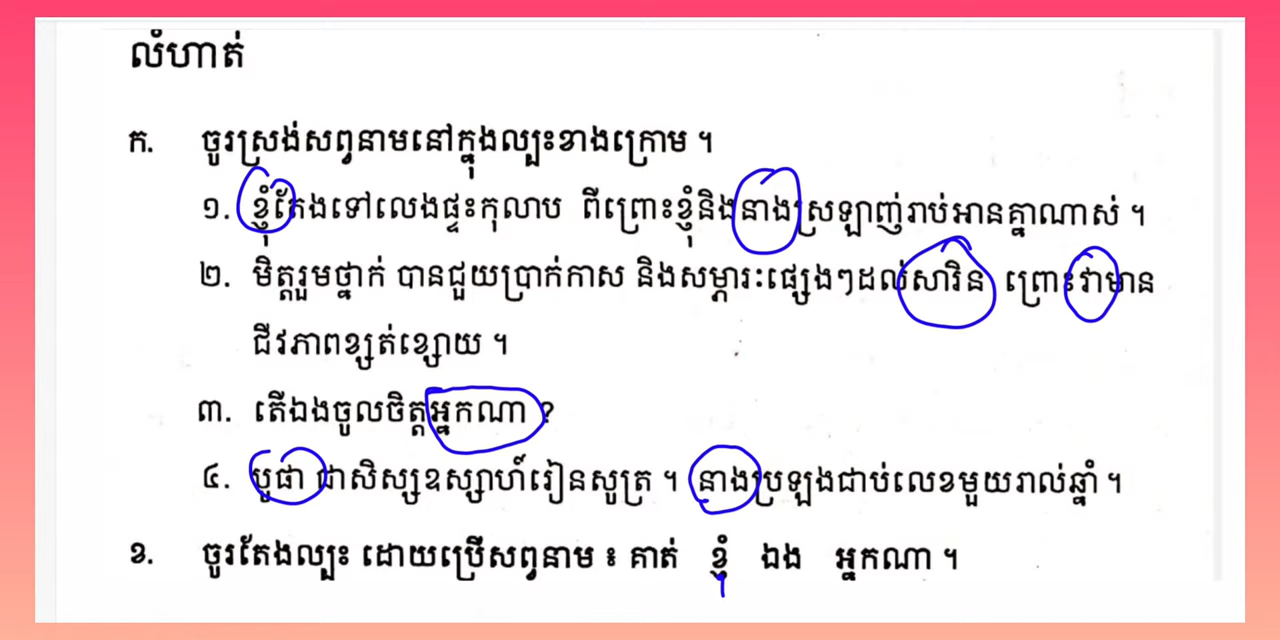 លំហាត់
ក. ចូរស្រង់សព្វនាមនៅក្នុងល្បះខាងក្រោម ។
១. ខ្ញុំតែងទៅលេងផ្ទះកុលាប ពីព្រោះខ្ញុំនិងនាងស្រឡាញ់រាប់អានគ្នាណាស់ ។
២. មិត្តរួមថ្នាក់ បានជួយប្រាក់កាស និងសម្ភារៈផ្សេងៗដល់សាវិន ព្រោះវាមាន
ជីវភាពខ្សត់ខ្សោយ ។
៣. តើឯងចូលចិត្តអ្នកណា ?
៤. បូផា ជាសិស្សឧស្សាហ៍រៀនសូត្រ ។ នាងប្រឡងជាប់លេខមួយរាល់ឆ្នាំ ។
ខ. ចូរតែងល្បះ ដោយប្រើសព្វនាម ៖ គាត់ ខ្ញុំ ឯង អ្នកណា ។